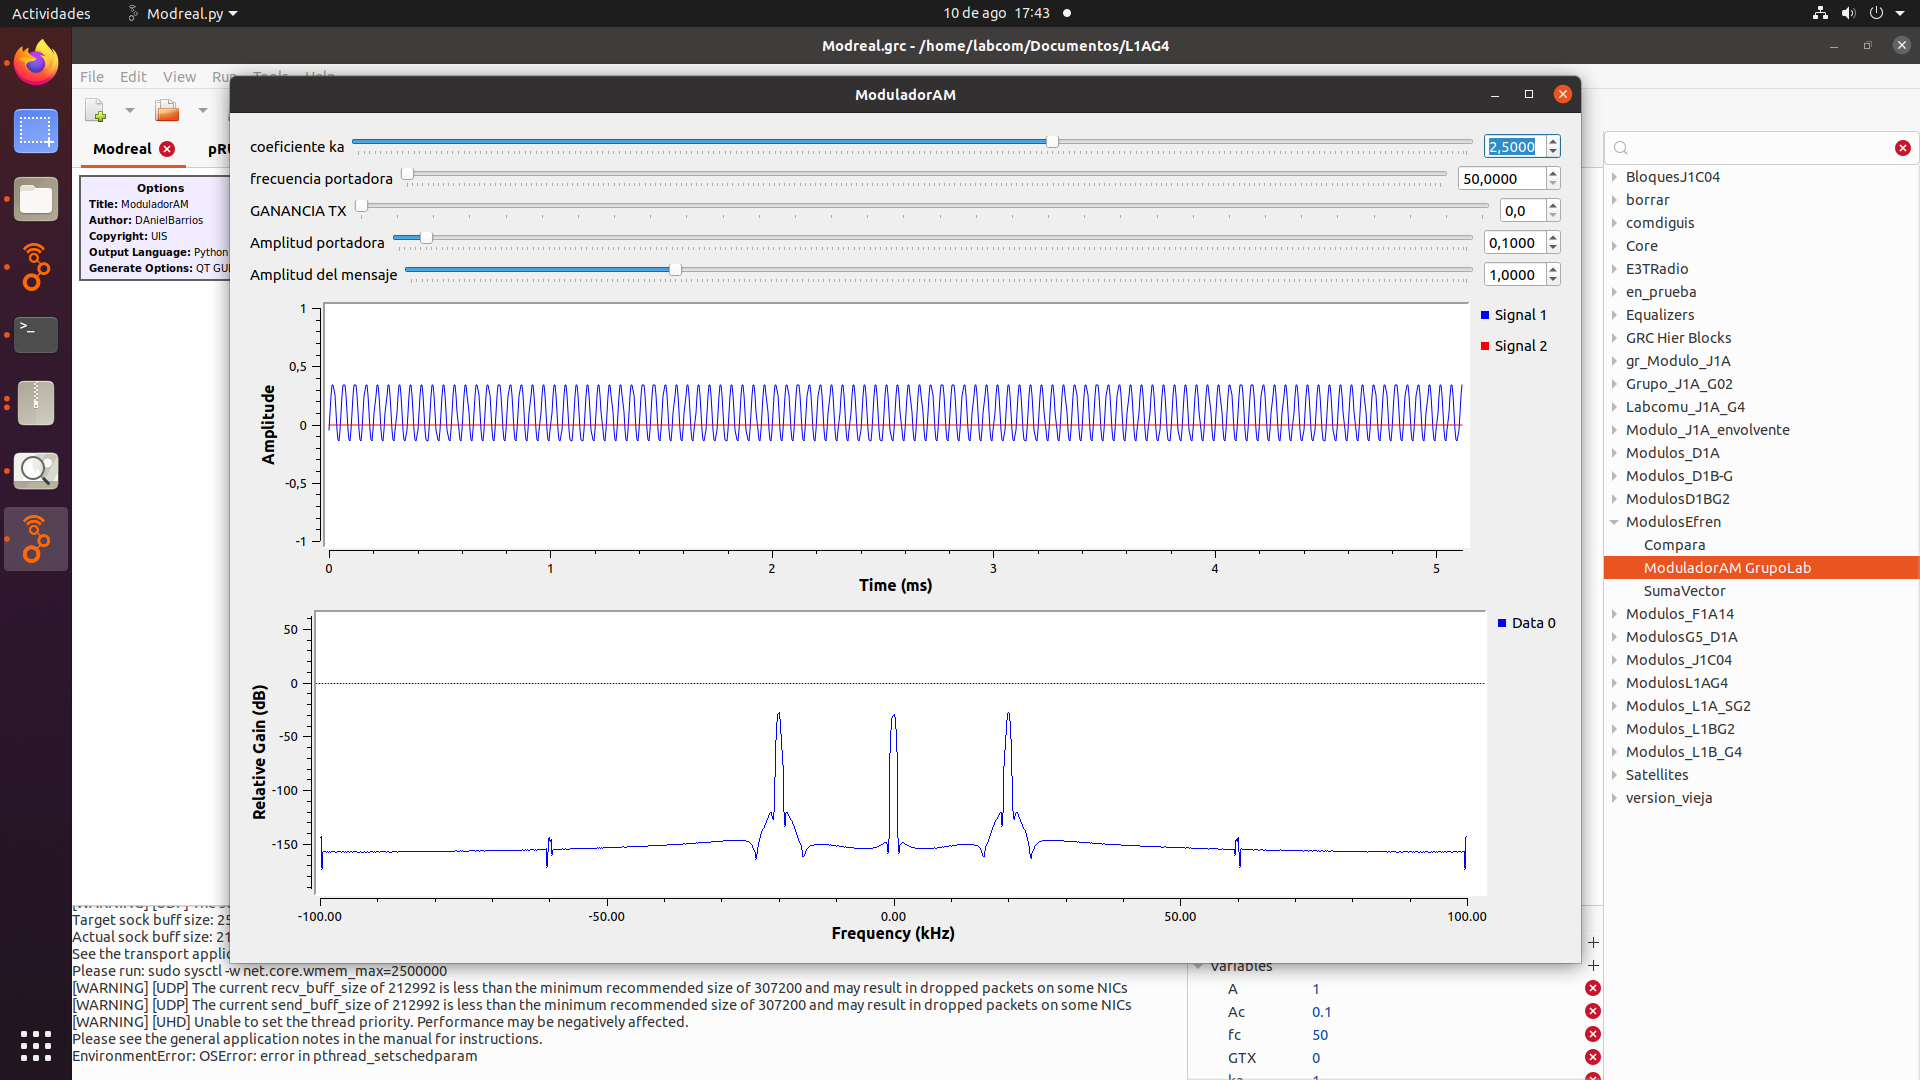 Actividades
Modreal.py
10 de ago 17:43
Modreal.grc - /home/labcom/Documentos/L1AG4
File Edit View Run Tools Help
ModuladorAM
Modreal
Options
Title: ModuladorAM
Author: DAnielBarrios
Copyright: UIS
Output Language: Python
Generate Options: QT GUI
coeficiente ka
2,5000
frecuencia portadora
50,0000
GANANCIA TX
0,0
Amplitud portadora
0,1000
Amplitud del mensaje
1,0000
Amplitude
1
0,5
0
-0,5
-1
0 1 2 3 4 5
Time (ms)
Signal 1
Signal 2
Relative Gain (dB)
50
0
-50
-100
-150
-100.00 -50.00 0.00 50.00 100.00
Frequency (kHz)
Data 0
Target sock buff size: 25
Actual sock buff size: 21
See the transport applic
Please run: sudo sysctl -w net.core.wmem_max=2500000
[WARNING] [UDP] The current recv_buff_size of 212992 is less than the minimum recommended size of 307200 and may result in dropped packets on some NICs
[WARNING] [UDP] The current send_buff_size of 212992 is less than the minimum recommended size of 307200 and may result in dropped packets on some NICs
[WARNING] [UHD] Unable to set the thread priority. Performance may be negatively affected.
Please see the general application notes in the manual for instructions.
EnvironmentError: OSError: error in pthread_setschedparam
Variables
A 1
Ac 0.1
fc 50
GTX 0
BloquesJ1C04
borrar
comdiguis
Core
E3TRadio
en_prueba
Equalizers
GRC Hier Blocks
gr_Modulo_J1A
Grupo_J1A_G02
Labcomu_J1A_G4
Modulo_J1A_envolvente
Modulos_D1A
Modulos_D1B-G
ModulosD1BG2
ModulosEfren
Compara
ModuladorAM GrupoLab
SumaVector
Modulos_F1A14
ModulosG5_D1A
Modulos_J1C04
ModulosL1AG4
Modulos_L1A_SG2
Modulos_L1BG2
Modulos_L1B_G4
Satellites
version_vieja